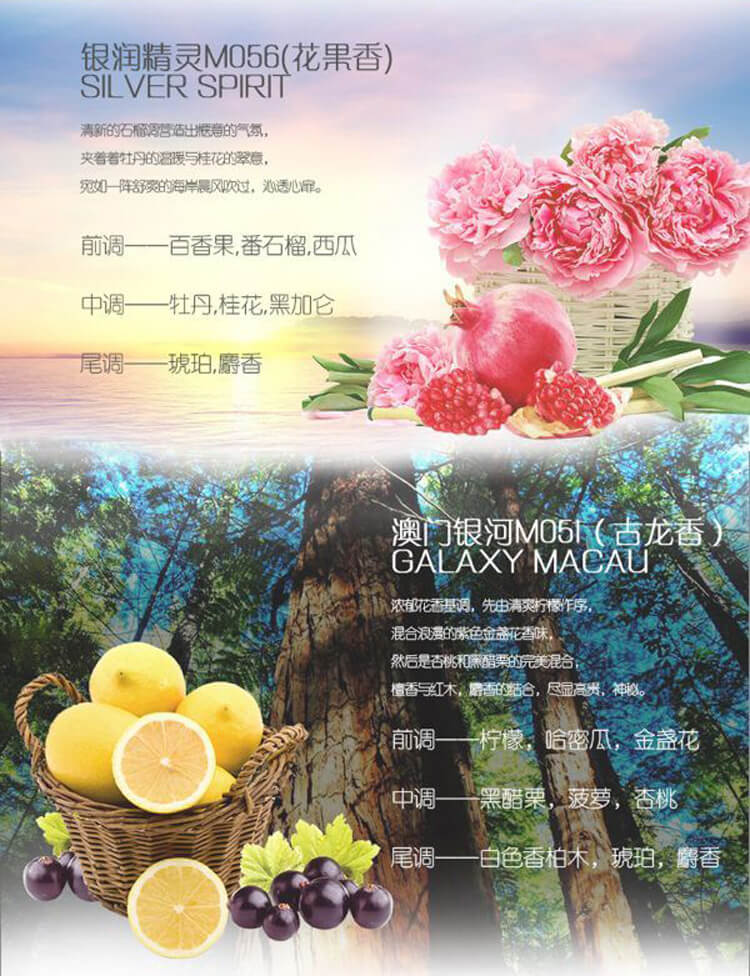 银润精灵M056(花果香)
SILVER SPIRIT
清新的石榴调营造出惬意的气氛，
夹着着牡丹的温暖与桂花的翠意，
宛如一阵舒爽的海岸晨风吹过，沁透心扉。
前调——百香果,番石榴,西瓜
中调——牡丹,桂花,黑加仑
尾调——琥珀,麝香
澳门银河M051（古龙香）
GALAXY MACAU
浓郁花香基调，先由清爽柠檬作序，
混合浪漫的紫色金盏花香味，
然后是杏桃和黑醋栗的完美混合，
檀香与红木，麝香的结合，尽显高贵，神秘。
前调——柠檬，哈密瓜，金盏花
中调——黑醋栗，菠萝，杏桃
尾调——白色香柏木，琥珀，麝香